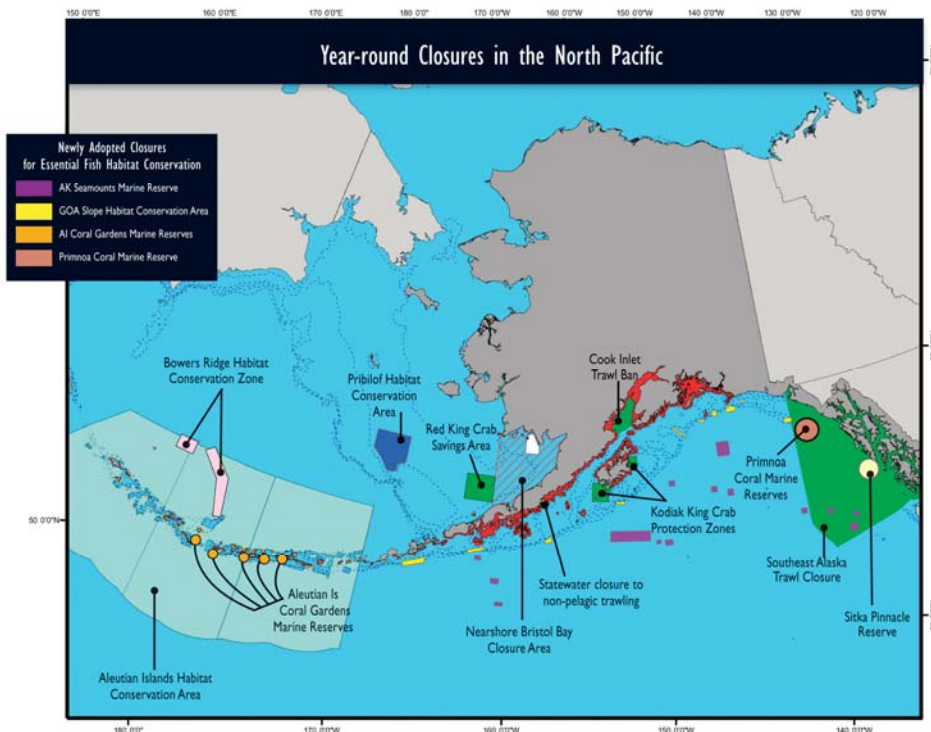 150 0'0"E
160 0'0"E
170 0'0"E
180 0'0"
170 0'0"W
160 0'0"W
150 0'0"W
140 0'0"W
130 0'0"W
120 0'0"W
Year-round Closures in the North Pacific
Newly Adopted Closures
for Essential Fish Habitat Conservation
AK Seamounts Marine Reserve
GOA Slope Habitat Conservation Area
AI Coral Gardens Marine Reserves
Primnoa Coral Marine Reserve
Bowers Ridge Habitat
Conservation Zone
Pribilof Habitat
Conservation
Area
Cook Inlet
Trawl Ban
Red King Crab
Savings Area
Primnoa
Coral Marine
Reserves
Kodiak King Crab
Protection Zones
50 0'0"N
Southeast Alaska
Trawl Closure
Statewater closure to
non-pelagic trawling
Aleutian Is
Coral Gardens
Marine Reserves
Sitka Pinnacle
Reserve
Nearshore Bristol Bay
Closure Area
Aleutian Islands Habitat
Conservation Area
180 0'0"
170 0'0"W
160 0'0"W
150 0'0"W
140 0'0"W